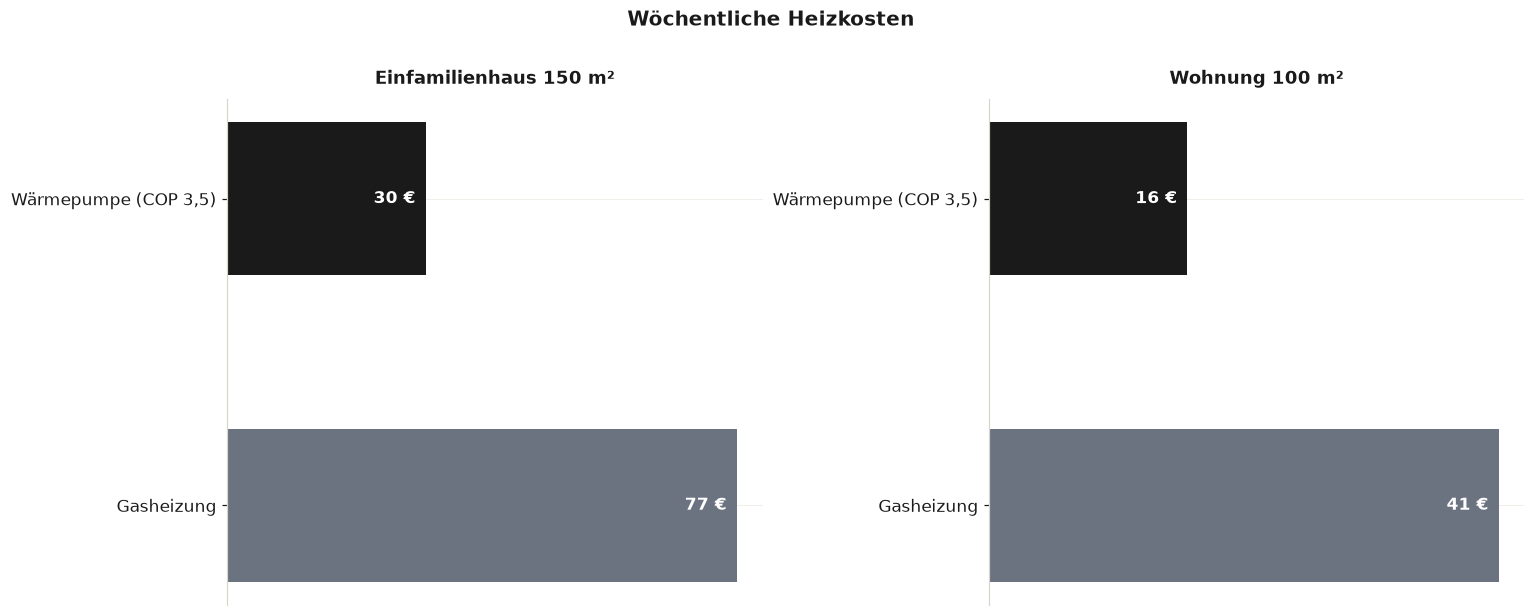 Wöchentliche Heizkosten
Einfamilienhaus 150 m²
Wärmepumpe (COP 3,5)
30 €
Gasheizung
77 €
Wohnung 100 m²
Wärmepumpe (COP 3,5)
16 €
Gasheizung
41 €